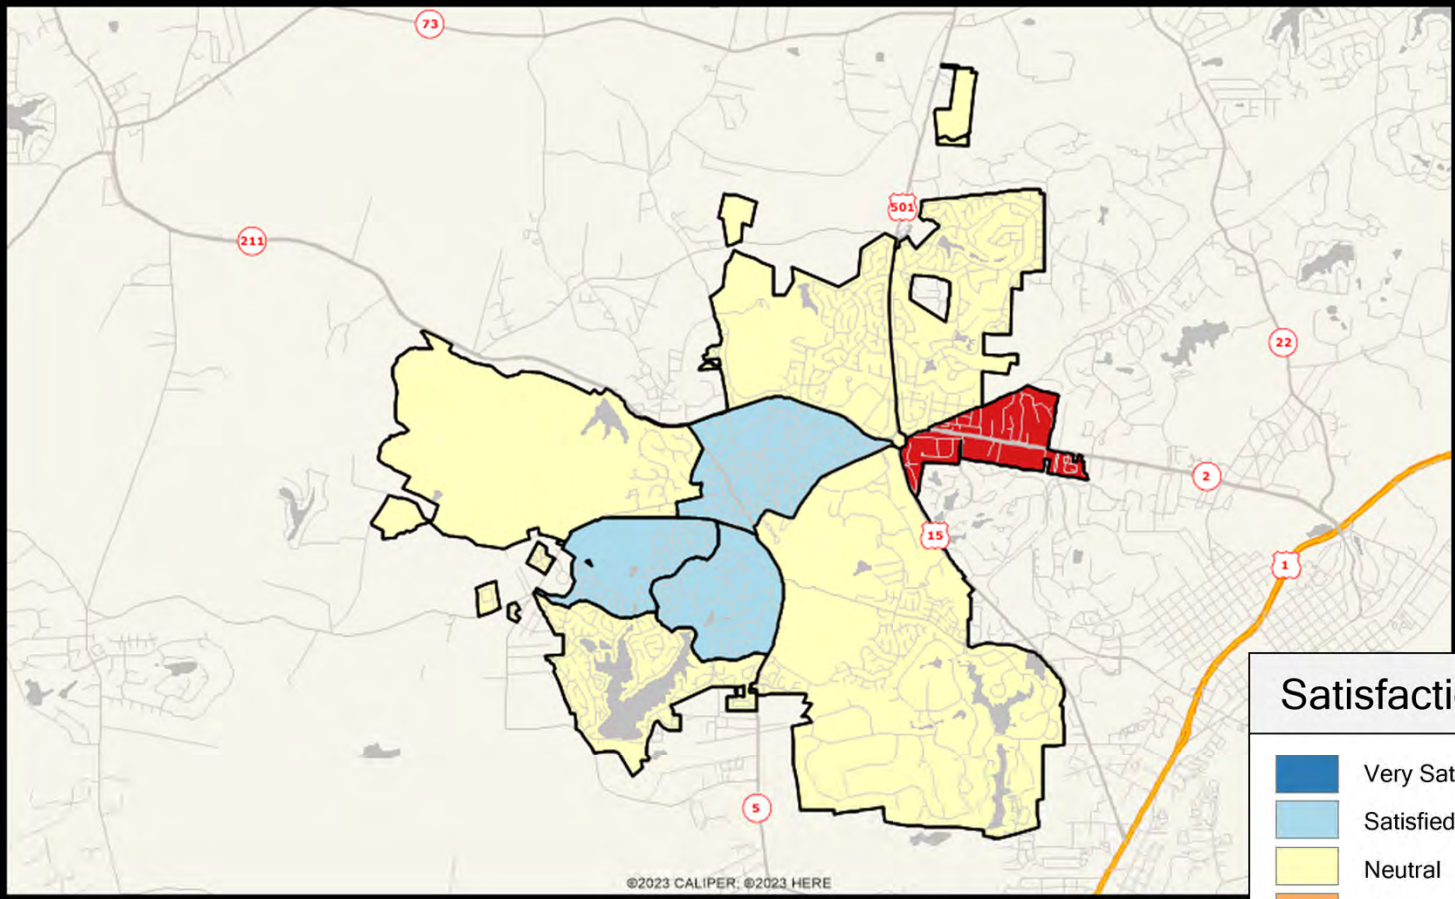 73
501
211
22
2
15
1
Satisfacti
Very Sat
Satisfied
Neutral
5
©2023 CALIPER; ©2023 HERE